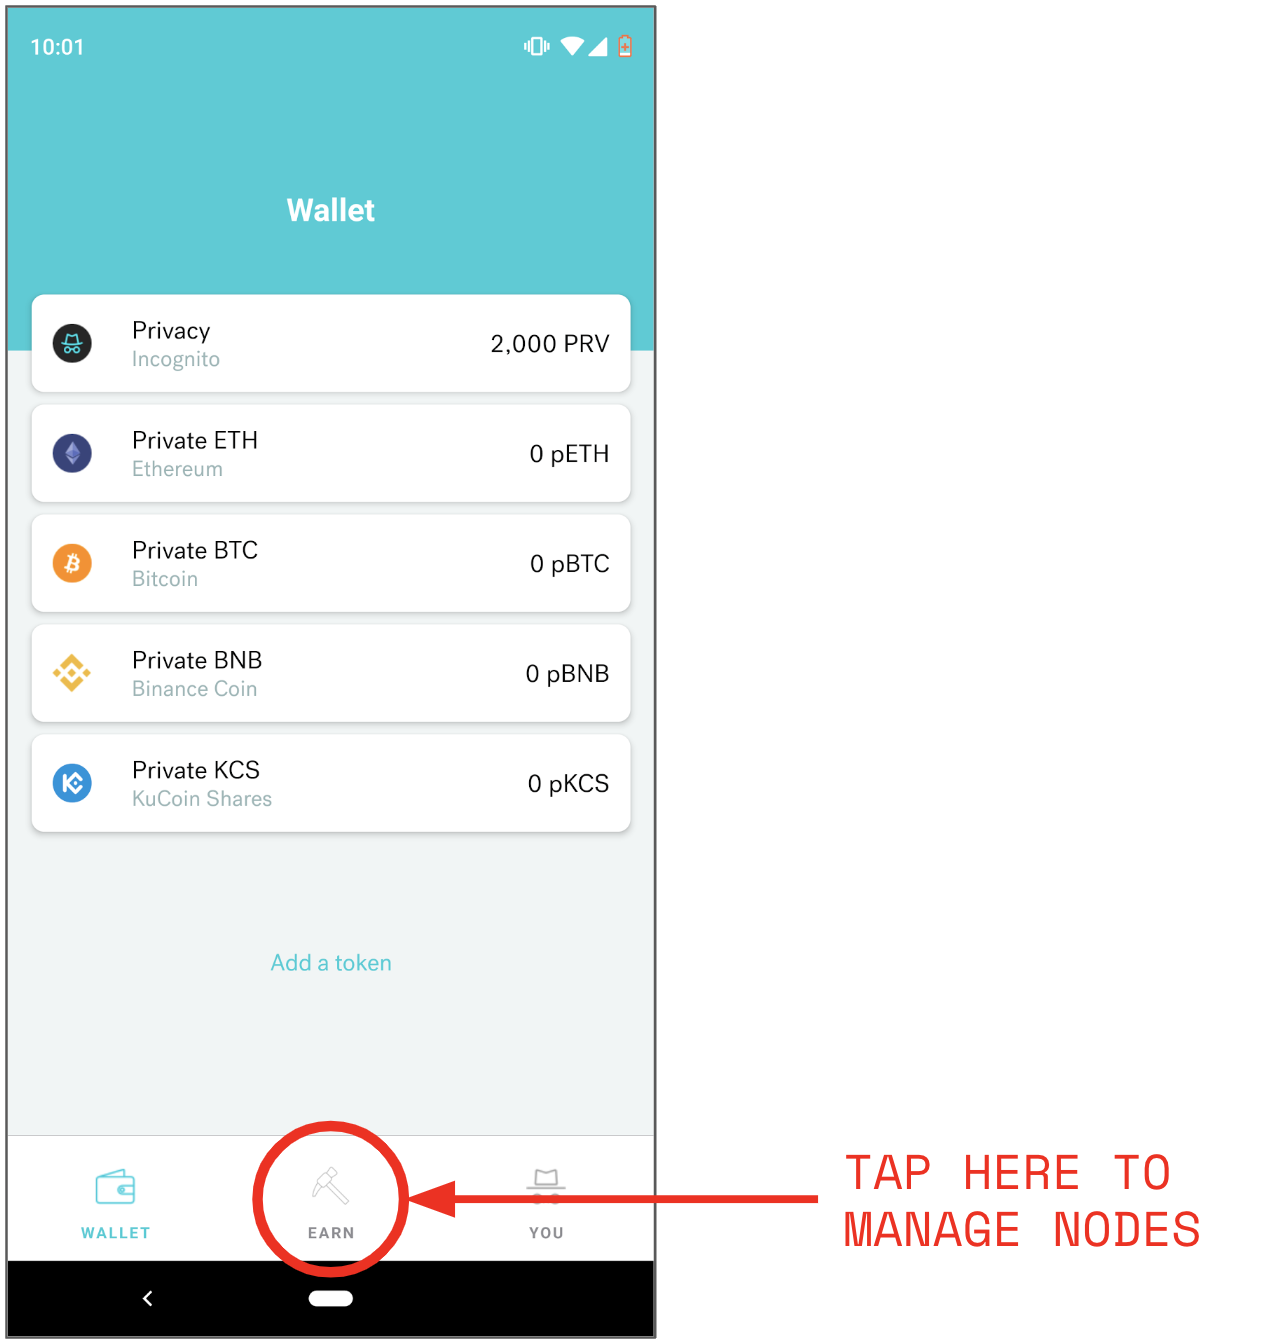 10:01
Wallet
Privacy
Incognito
2,000 PRV
Private ETH
Ethereum
0 pETH
Private BTC
Bitcoin
0 pBTC
Private BNB
Binance Coin
0 pBNB
Private KCS
KuCoin Shares
0 pKCS
Add a token
WALLET
EARN
YOU
TAP HERE TO
MANAGE NODES